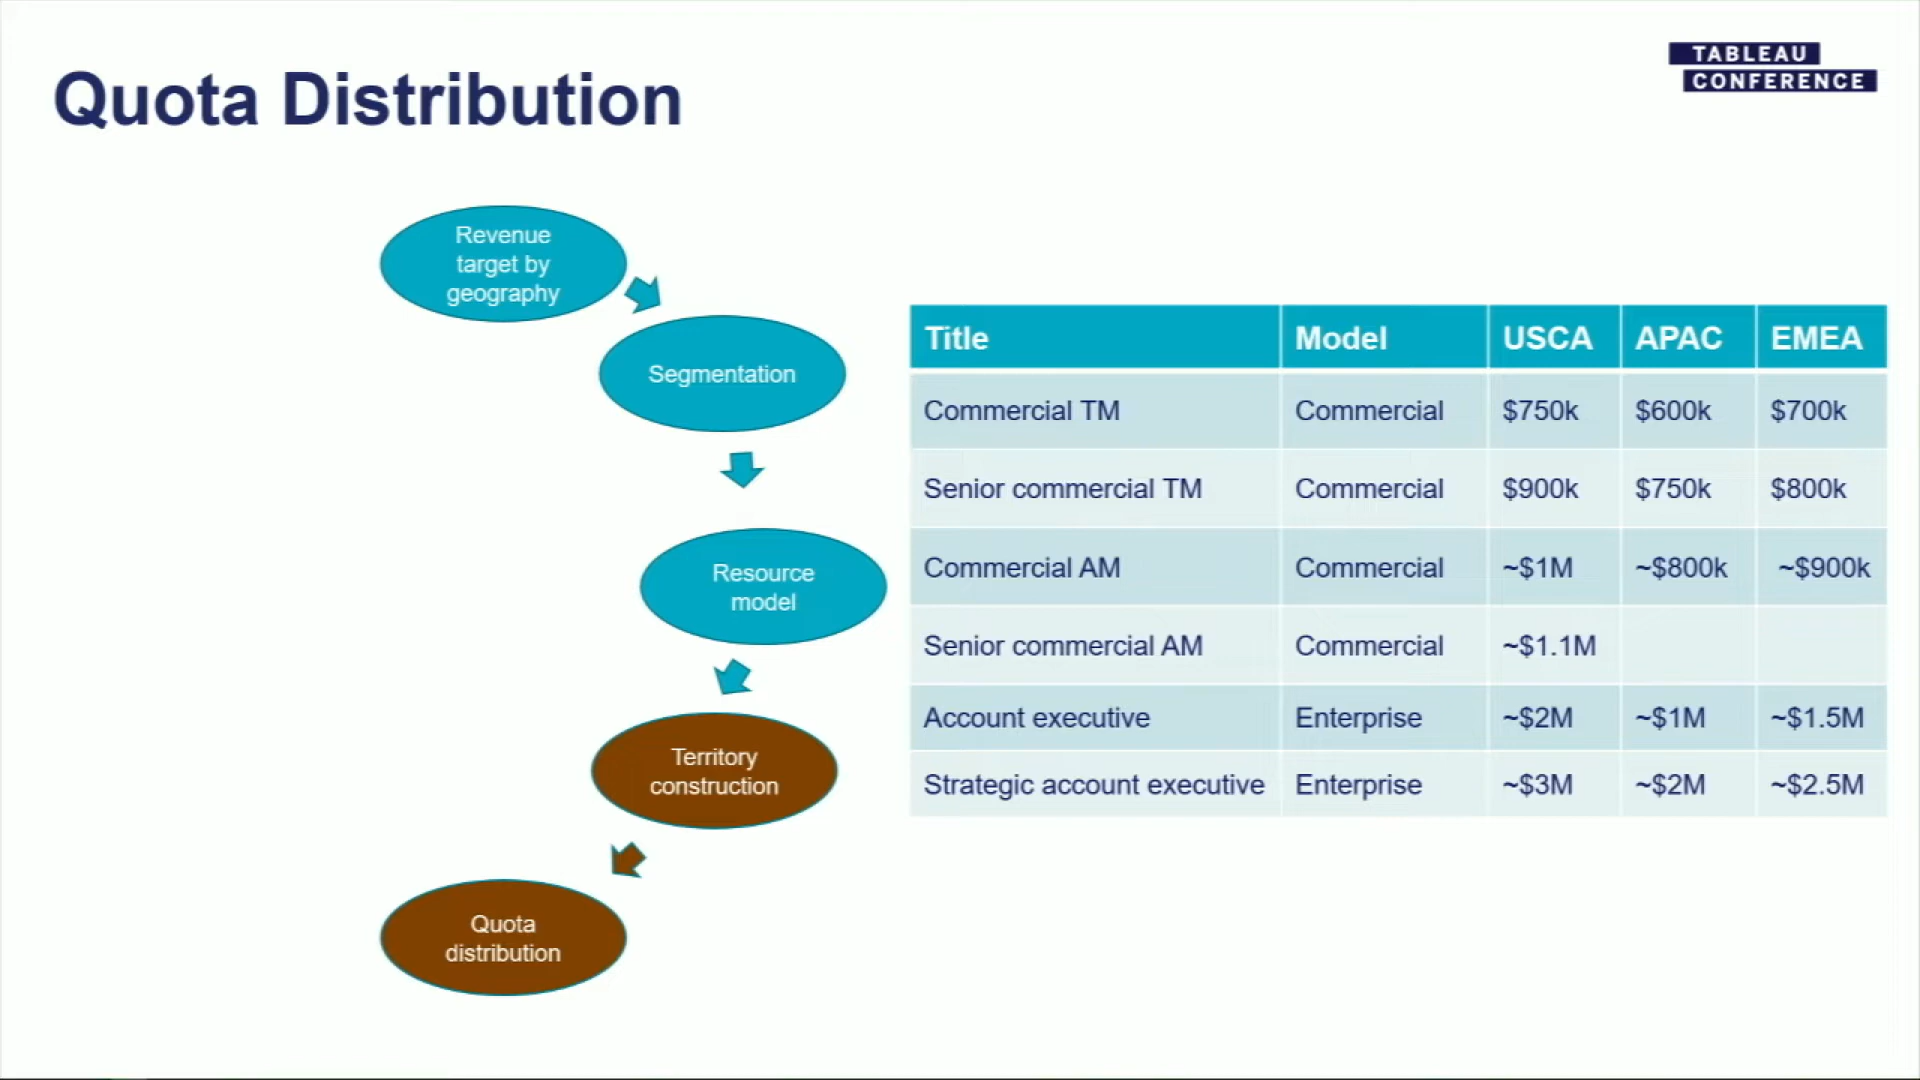 TABLEAU
CONFERENCE
Quota Distribution
Revenue
target by
geography
Segmentation
Resource
model
Territory
construction
Quota
distribution
Title Model USCA APAC EMEA
Commercial TM Commercial $750k $600k $700k
Senior commercial TM Commercial $900k $750k $800k
Commercial AM Commercial ~$1M ~$800k ~$900k
Senior commercial AM Commercial ~$1.1M
Account executive Enterprise ~$2M ~$1M ~$1.5M
Strategic account executive Enterprise ~$3M ~$2M ~$2.5M